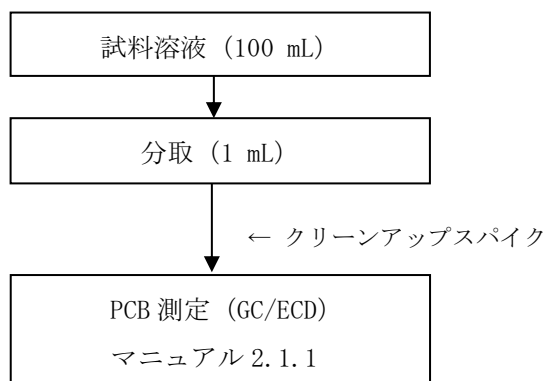 試料溶液 (100 mL)
分取 (1 mL)
← クリーンアップスパイク
PCB 測定 (GC/ECD)
マニュアル 2.1.1